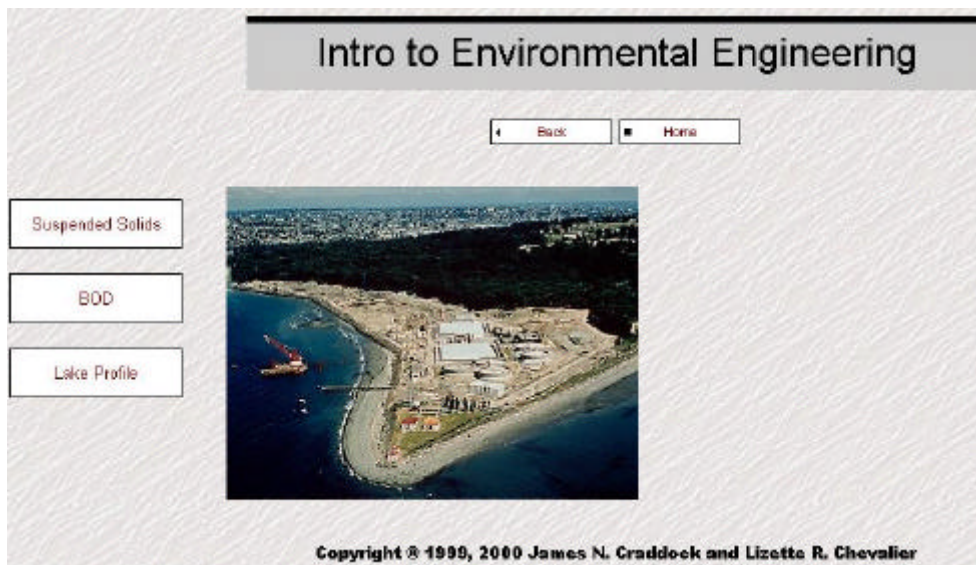 Intro to Environmental Engineering
Back
Home
Suspended Solids
BOD
Lake Profile
Copyright ® 1999, 2000 James N. Craddock and Lizette R. Chevalier